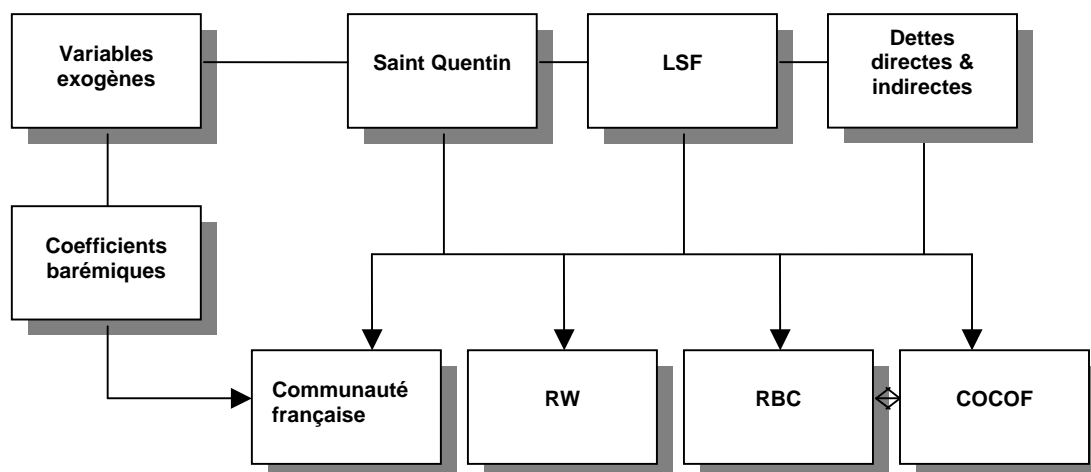 Variables
exogènes
Saint Quentin
LSF
Dettes
directes &
indirectes
Coefficients
barémiques
Communauté
française
RW
RBC
COCOF